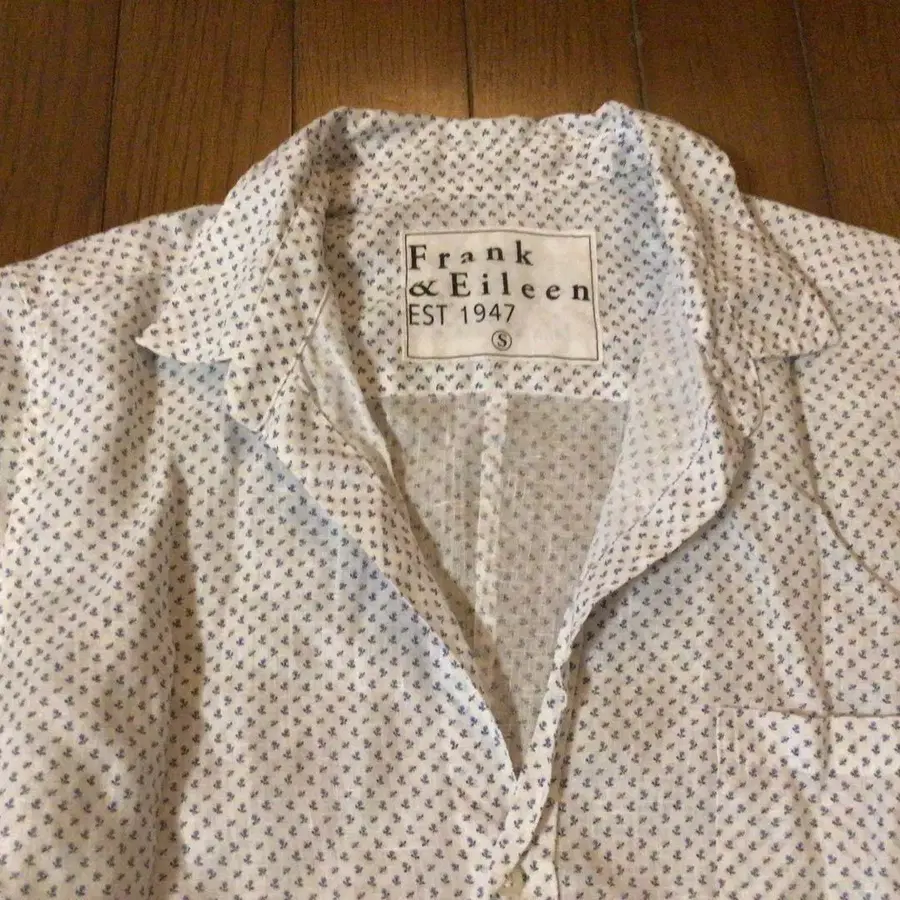 Frank
& Eileen
EST 1947
S